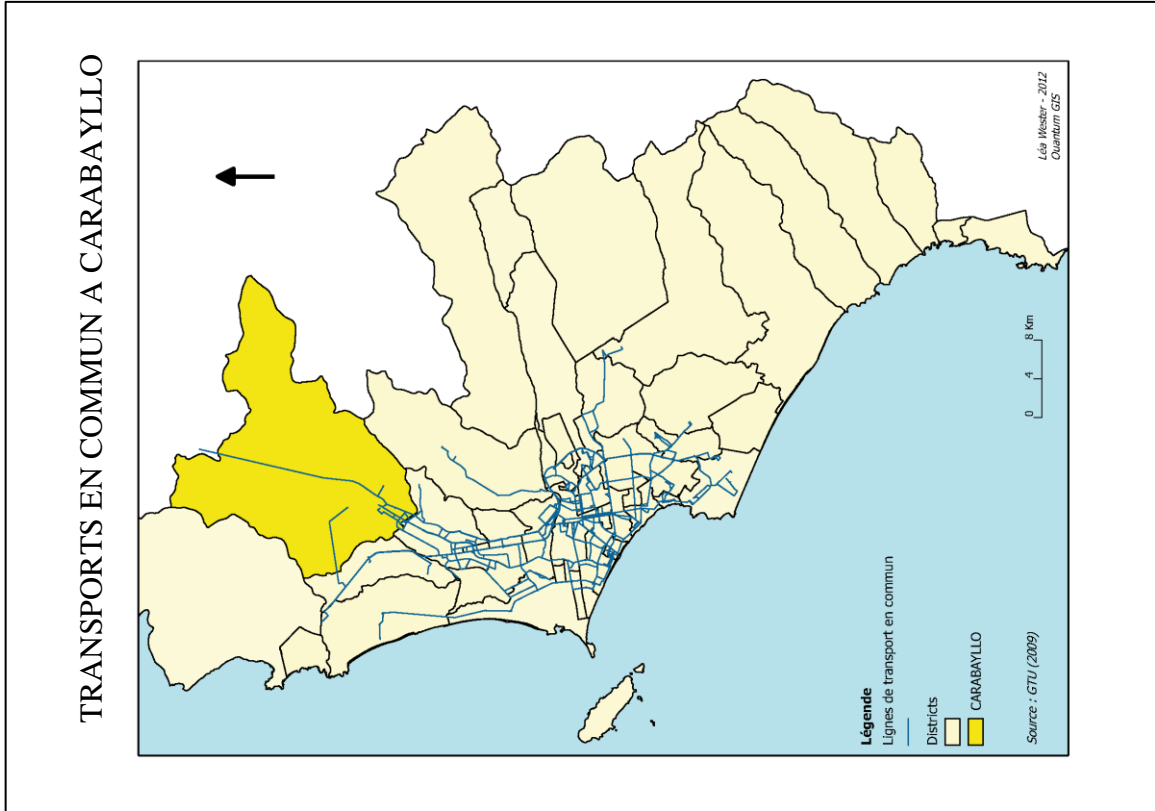 TRANSPORTS EN COMMUN A CARABAYLLO
Légende
Lignes de transport en commun
Districts
CARABAYLLO
Source : GTU (2009)
0 4 8 Km
Léa Wester - 2012
Quantum GIS